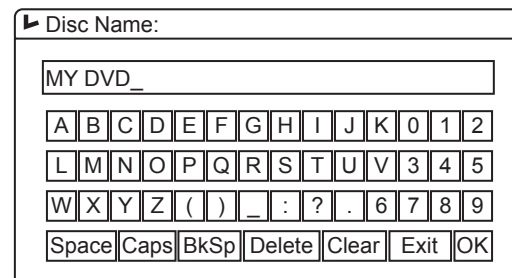 Disc Name:
MY DVD_
A B C D E F G H I J K 0 1 2
L M N O P Q R S T U V 3 4 5
W X Y Z ( ) _ : ? . 6 7 8 9
Space Caps BkSp Delete Clear Exit OK